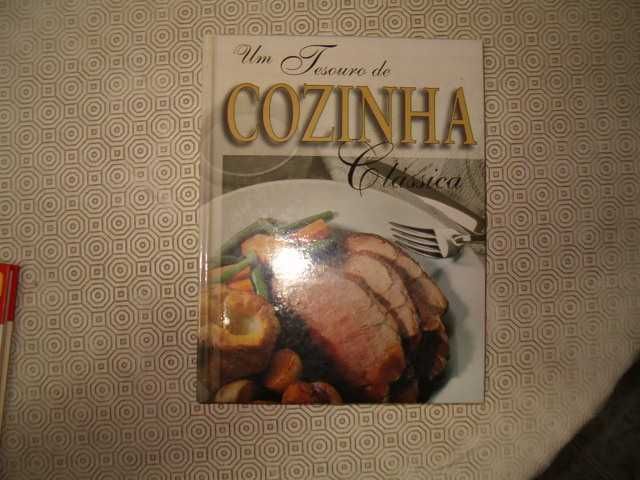 Um Tesouro de
COZINHA
Clássica